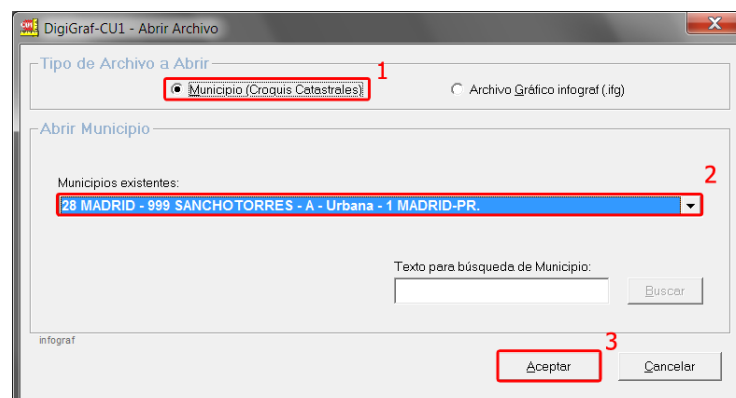 DigiGraf-CU1 - Abrir Archivo
Tipo de Archivo a Abrir
1
Municipio (Croquis Catastrales)
Archivo Gráfico infograf (.ifg)
Abrir Municipio
Municipios existentes:
2
28 MADRID - 999 SANCHOTORRES - A - Urbana - 1 MADRID-PR.
Texto para búsqueda de Municipio:
Buscar
infograf
3
Aceptar
Cancelar